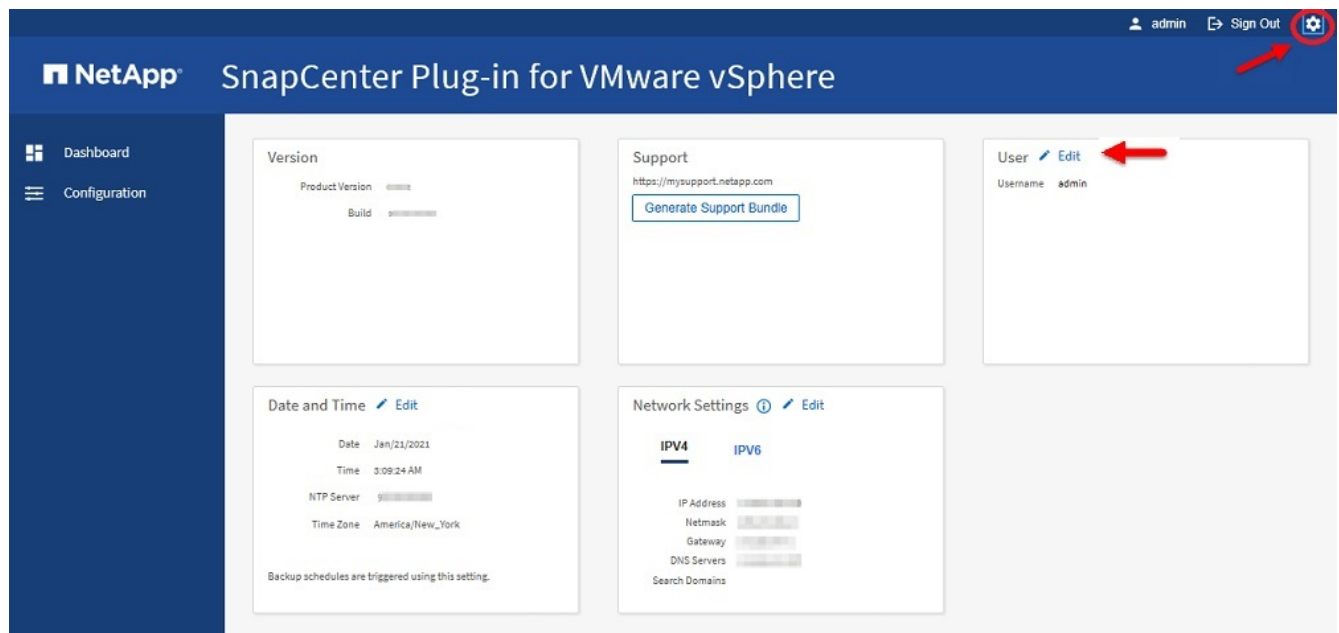 admin Sign Out
NetApp SnapCenter Plug-in for VMware vSphere
Dashboard
Configuration
Version
Product Version
Build
Support
https://mysupport.netapp.com
Generate Support Bundle
User Edit
Username admin
Date and Time Edit
Date Jan/21/2021
Time 3:09:24 AM
NTP Server
Time Zone America/New_York
Backup schedules are triggered using this setting.
Network Settings Edit
IPV4 IPV6
IP Address
Netmask
Gateway
DNS Servers
Search Domains